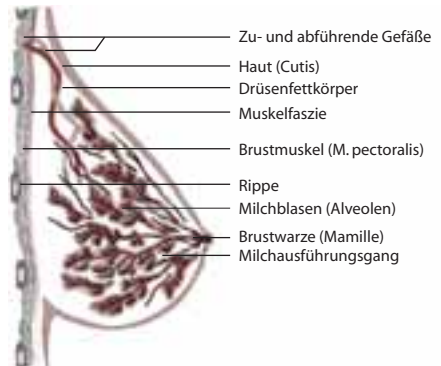 Zu- und abführende Gefäße
Haut (Cutis)
Drüsenfettkörper
Muskelfaszie
Brustmuskel (M. pectoralis)
Rippe
Milchblasen (Alveolen)
Brustwarze (Mamille)
Milchausführungsgang